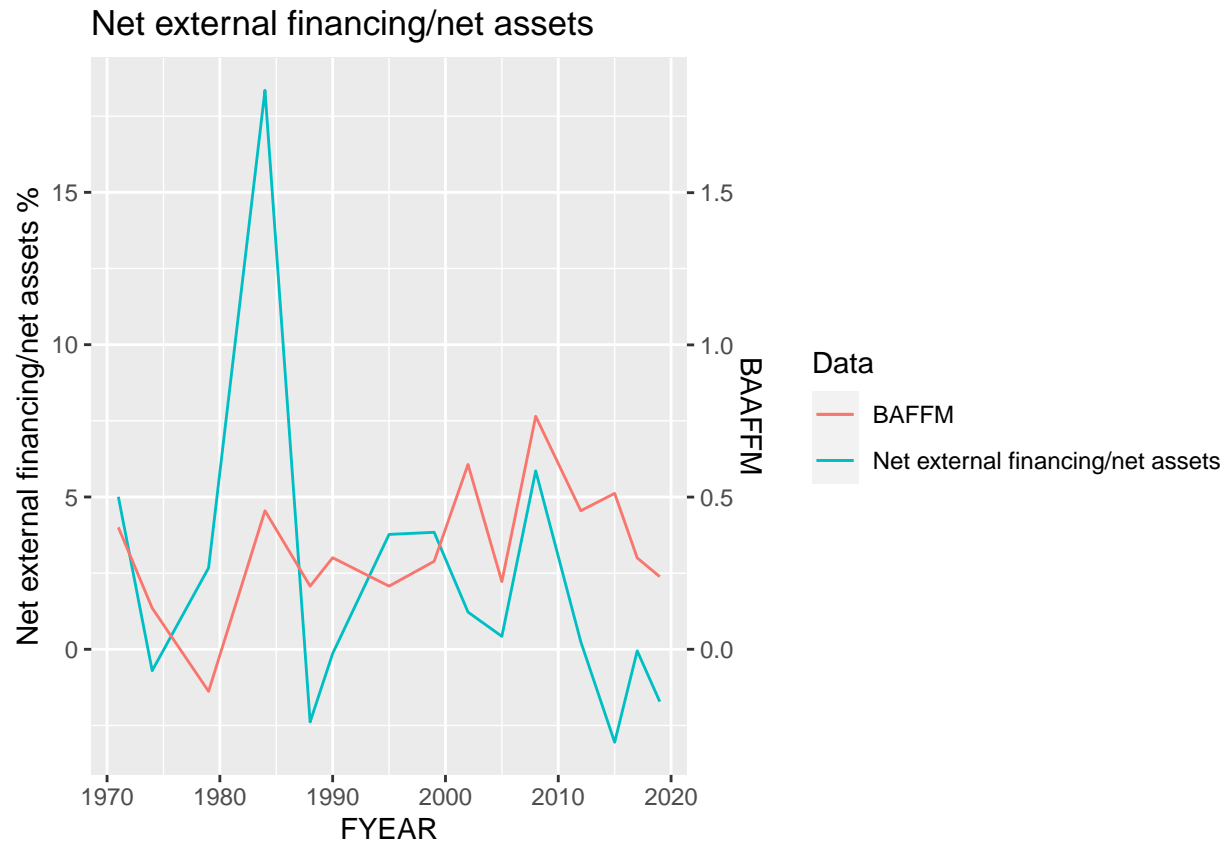 Net external financing/net assets
Net external financing/net assets %
15
10
5
0
1.5
1.0
0.5
0.0
BAAFFM
1970 1980 1990 2000 2010 2020
FYEAR
Data
BAFFM
Net external financing/net assets